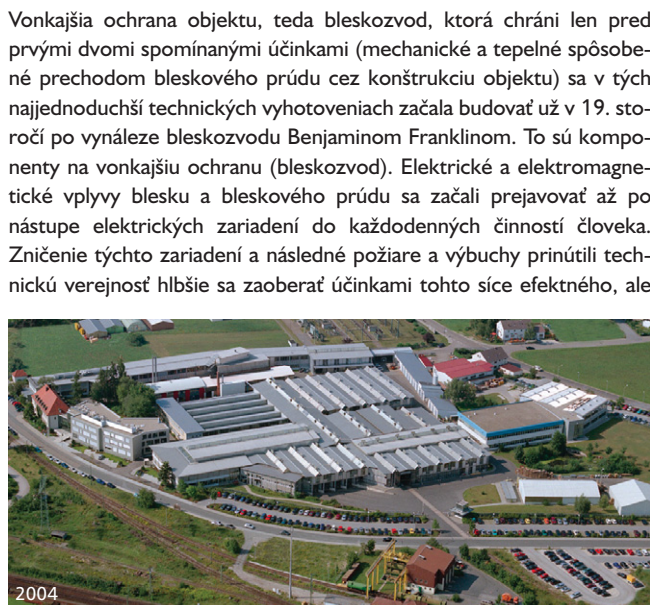 Vonkajšia ochrana objektu, teda bleskozvod, ktorá chráni len pred
prvými dvomi spomínanými účinkami (mechanické a tepelné spôsobe-
né prechodom bleskového prúdu cez konštrukciu objektu) sa v tých
najjednoduchší technických vyhotoveniach začala budovať už v 19. sto-
ročí po vynáleze bleskozvodu Benjaminom Franklinom. To sú kompo-
nenty na vonkajšiu ochranu (bleskozvod). Elektrické a elektromagne-
tické vplyvy blesku a bleskového prúdu sa začali prejavovať až po
nástupe elektrických zariadení do každodenných činností človeka.
Zničenie týchto zariadení a následné požiare a výbuchy prinútili tech-
nickú verejnosť hlbšie sa zaoberať účinkami tohto síce efektného, ale
2004